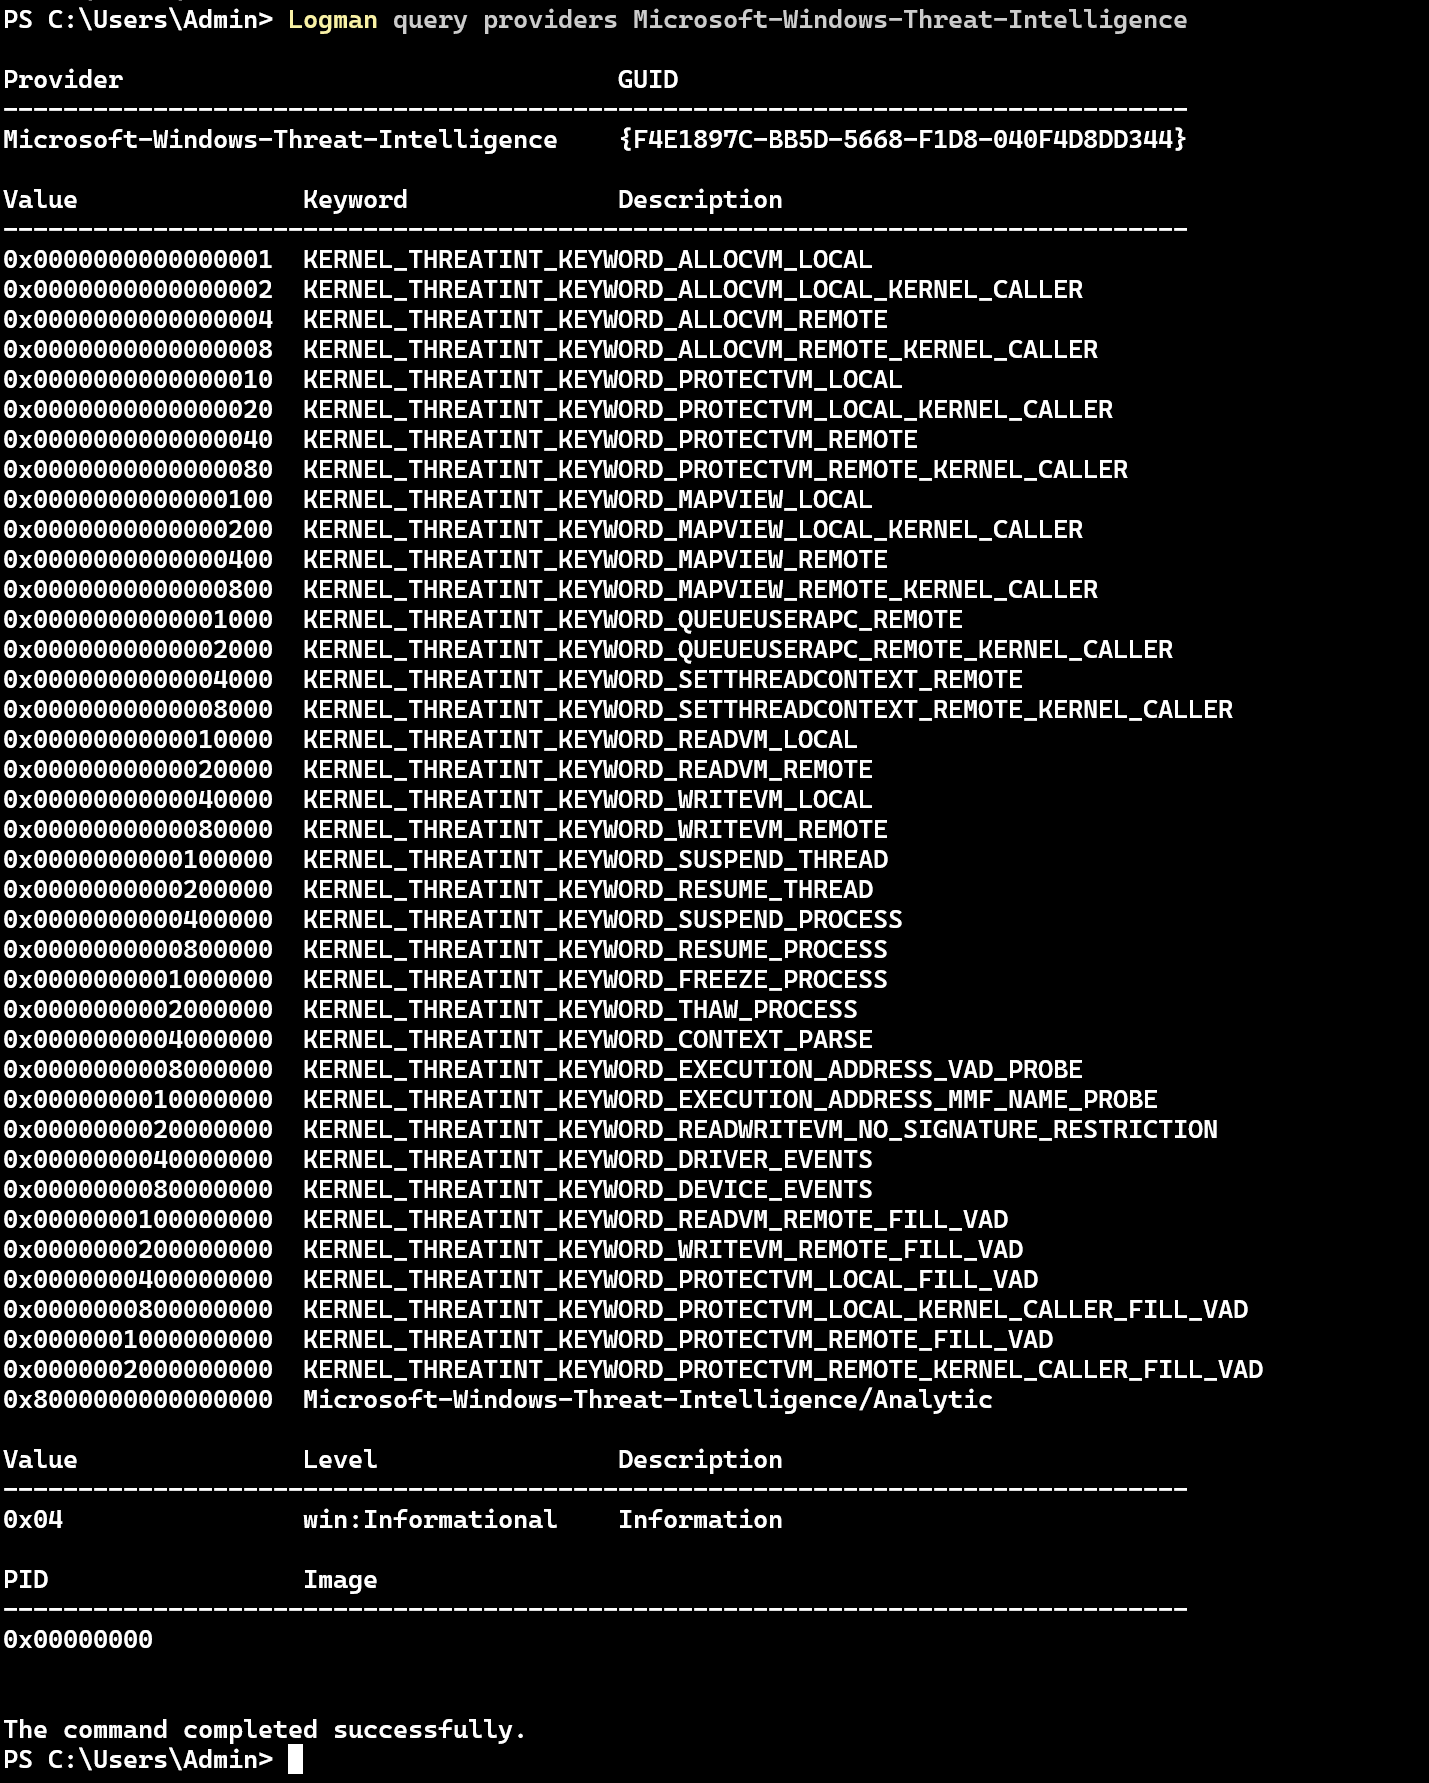 PS C:\Users\Admin> Logman query providers Microsoft-Windows-Threat-Intelligence
Provider                                 GUID
-------------------------------------------------------------------------------
Microsoft-Windows-Threat-Intelligence    {F4E1897C-BB5D-5668-F1D8-040F4D8DD344}
Value               Keyword              Description
-------------------------------------------------------------------------------
0x0000000000000001  KERNEL_THREATINT_KEYWORD_ALLOCVM_LOCAL
0x0000000000000002  KERNEL_THREATINT_KEYWORD_ALLOCVM_LOCAL_KERNEL_CALLER
0x0000000000000004  KERNEL_THREATINT_KEYWORD_ALLOCVM_REMOTE
0x0000000000000008  KERNEL_THREATINT_KEYWORD_ALLOCVM_REMOTE_KERNEL_CALLER
0x0000000000000010  KERNEL_THREATINT_KEYWORD_PROTECTVM_LOCAL
0x0000000000000020  KERNEL_THREATINT_KEYWORD_PROTECTVM_LOCAL_KERNEL_CALLER
0x0000000000000040  KERNEL_THREATINT_KEYWORD_PROTECTVM_REMOTE
0x0000000000000080  KERNEL_THREATINT_KEYWORD_PROTECTVM_REMOTE_KERNEL_CALLER
0x0000000000000100  KERNEL_THREATINT_KEYWORD_MAPVIEW_LOCAL
0x0000000000000200  KERNEL_THREATINT_KEYWORD_MAPVIEW_LOCAL_KERNEL_CALLER
0x0000000000000400  KERNEL_THREATINT_KEYWORD_MAPVIEW_REMOTE
0x0000000000000800  KERNEL_THREATINT_KEYWORD_MAPVIEW_REMOTE_KERNEL_CALLER
0x0000000000001000  KERNEL_THREATINT_KEYWORD_QUEUEUSERAPC_REMOTE
0x0000000000002000  KERNEL_THREATINT_KEYWORD_QUEUEUSERAPC_REMOTE_KERNEL_CALLER
0x0000000000004000  KERNEL_THREATINT_KEYWORD_SETTHREADCONTEXT_REMOTE
0x0000000000008000  KERNEL_THREATINT_KEYWORD_SETTHREADCONTEXT_REMOTE_KERNEL_CALLER
0x0000000000010000  KERNEL_THREATINT_KEYWORD_READVM_LOCAL
0x0000000000020000  KERNEL_THREATINT_KEYWORD_READVM_REMOTE
0x0000000000040000  KERNEL_THREATINT_KEYWORD_WRITEVM_LOCAL
0x0000000000080000  KERNEL_THREATINT_KEYWORD_WRITEVM_REMOTE
0x0000000000100000  KERNEL_THREATINT_KEYWORD_SUSPEND_THREAD
0x0000000000200000  KERNEL_THREATINT_KEYWORD_RESUME_THREAD
0x0000000000400000  KERNEL_THREATINT_KEYWORD_SUSPEND_PROCESS
0x0000000000800000  KERNEL_THREATINT_KEYWORD_RESUME_PROCESS
0x0000000001000000  KERNEL_THREATINT_KEYWORD_FREEZE_PROCESS
0x0000000002000000  KERNEL_THREATINT_KEYWORD_THAW_PROCESS
0x0000000004000000  KERNEL_THREATINT_KEYWORD_CONTEXT_PARSE
0x0000000008000000  KERNEL_THREATINT_KEYWORD_EXECUTION_ADDRESS_VAD_PROBE
0x0000000010000000  KERNEL_THREATINT_KEYWORD_EXECUTION_ADDRESS_MMF_NAME_PROBE
0x0000000020000000  KERNEL_THREATINT_KEYWORD_READWRITEVM_NO_SIGNATURE_RESTRICTION
0x0000000040000000  KERNEL_THREATINT_KEYWORD_DRIVER_EVENTS
0x0000000080000000  KERNEL_THREATINT_KEYWORD_DEVICE_EVENTS
0x0000000100000000  KERNEL_THREATINT_KEYWORD_READVM_REMOTE_FILL_VAD
0x0000000200000000  KERNEL_THREATINT_KEYWORD_WRITEVM_REMOTE_FILL_VAD
0x0000000400000000  KERNEL_THREATINT_KEYWORD_PROTECTVM_LOCAL_FILL_VAD
0x0000000800000000  KERNEL_THREATINT_KEYWORD_PROTECTVM_LOCAL_KERNEL_CALLER_FILL_VAD
0x0000001000000000  KERNEL_THREATINT_KEYWORD_PROTECTVM_REMOTE_FILL_VAD
0x0000002000000000  KERNEL_THREATINT_KEYWORD_PROTECTVM_REMOTE_KERNEL_CALLER_FILL_VAD
0x8000000000000000  Microsoft-Windows-Threat-Intelligence/Analytic
Value               Level                Description
-------------------------------------------------------------------------------
0x04                win:Informational    Information
PID                 Image
-------------------------------------------------------------------------------
0x00000000
The command completed successfully.
PS C:\Users\Admin>